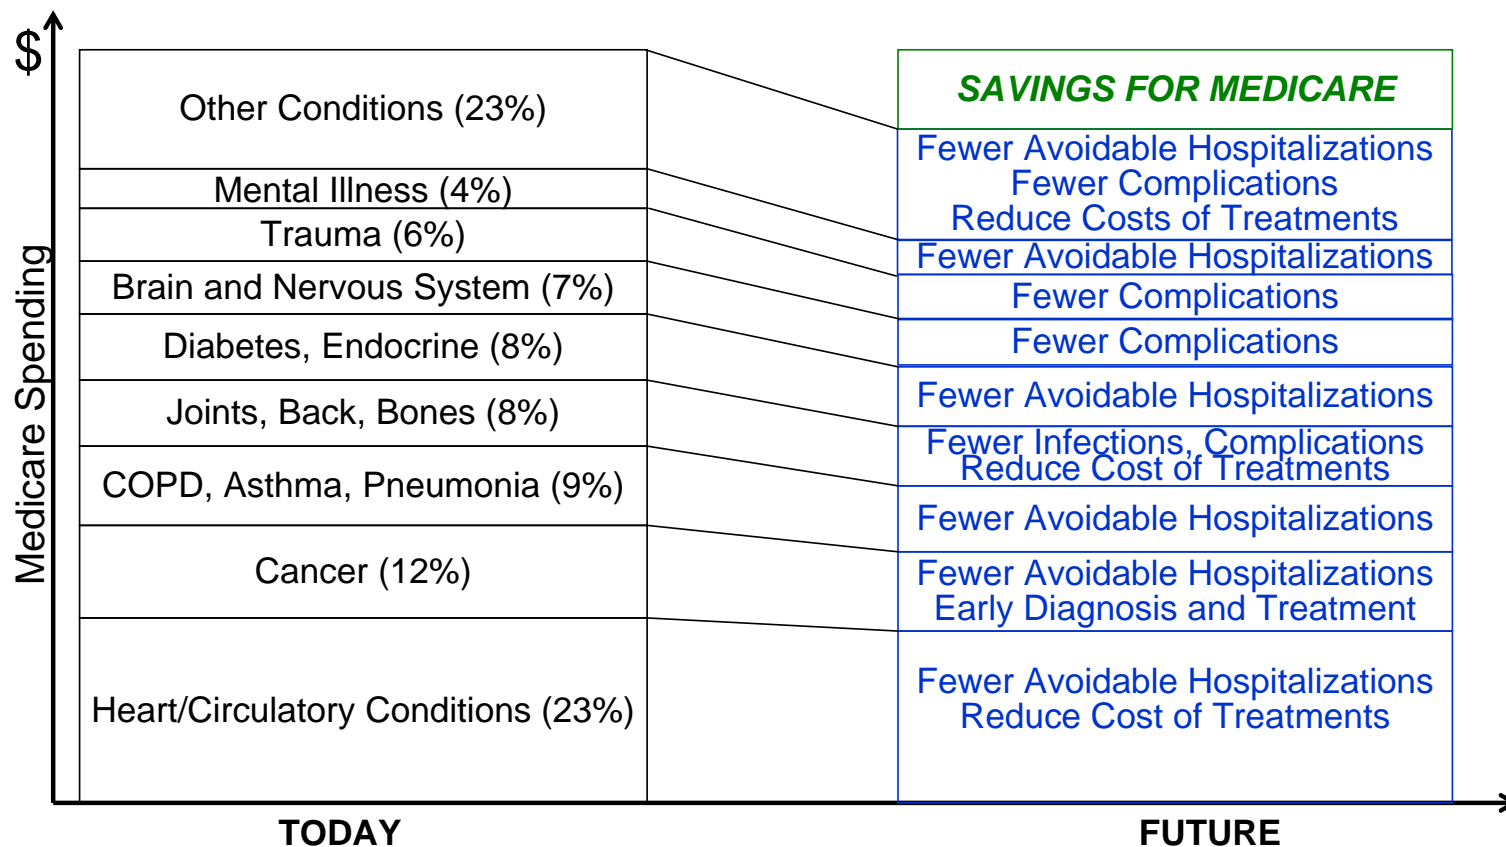 $
Medicare Spending
Other Conditions (23%)
Mental Illness (4%)
Trauma (6%)
Brain and Nervous System (7%)
Diabetes, Endocrine (8%)
Joints, Back, Bones (8%)
COPD, Asthma, Pneumonia (9%)
Cancer (12%)
Heart/Circulatory Conditions (23%)
TODAY
SAVINGS FOR MEDICARE
Fewer Avoidable Hospitalizations
Fewer Complications
Reduce Costs of Treatments
Fewer Avoidable Hospitalizations
Fewer Complications
Fewer Complications
Fewer Avoidable Hospitalizations
Fewer Infections, Complications
Reduce Cost of Treatments
Fewer Avoidable Hospitalizations
Fewer Avoidable Hospitalizations
Early Diagnosis and Treatment
Fewer Avoidable Hospitalizations
Reduce Cost of Treatments
FUTURE